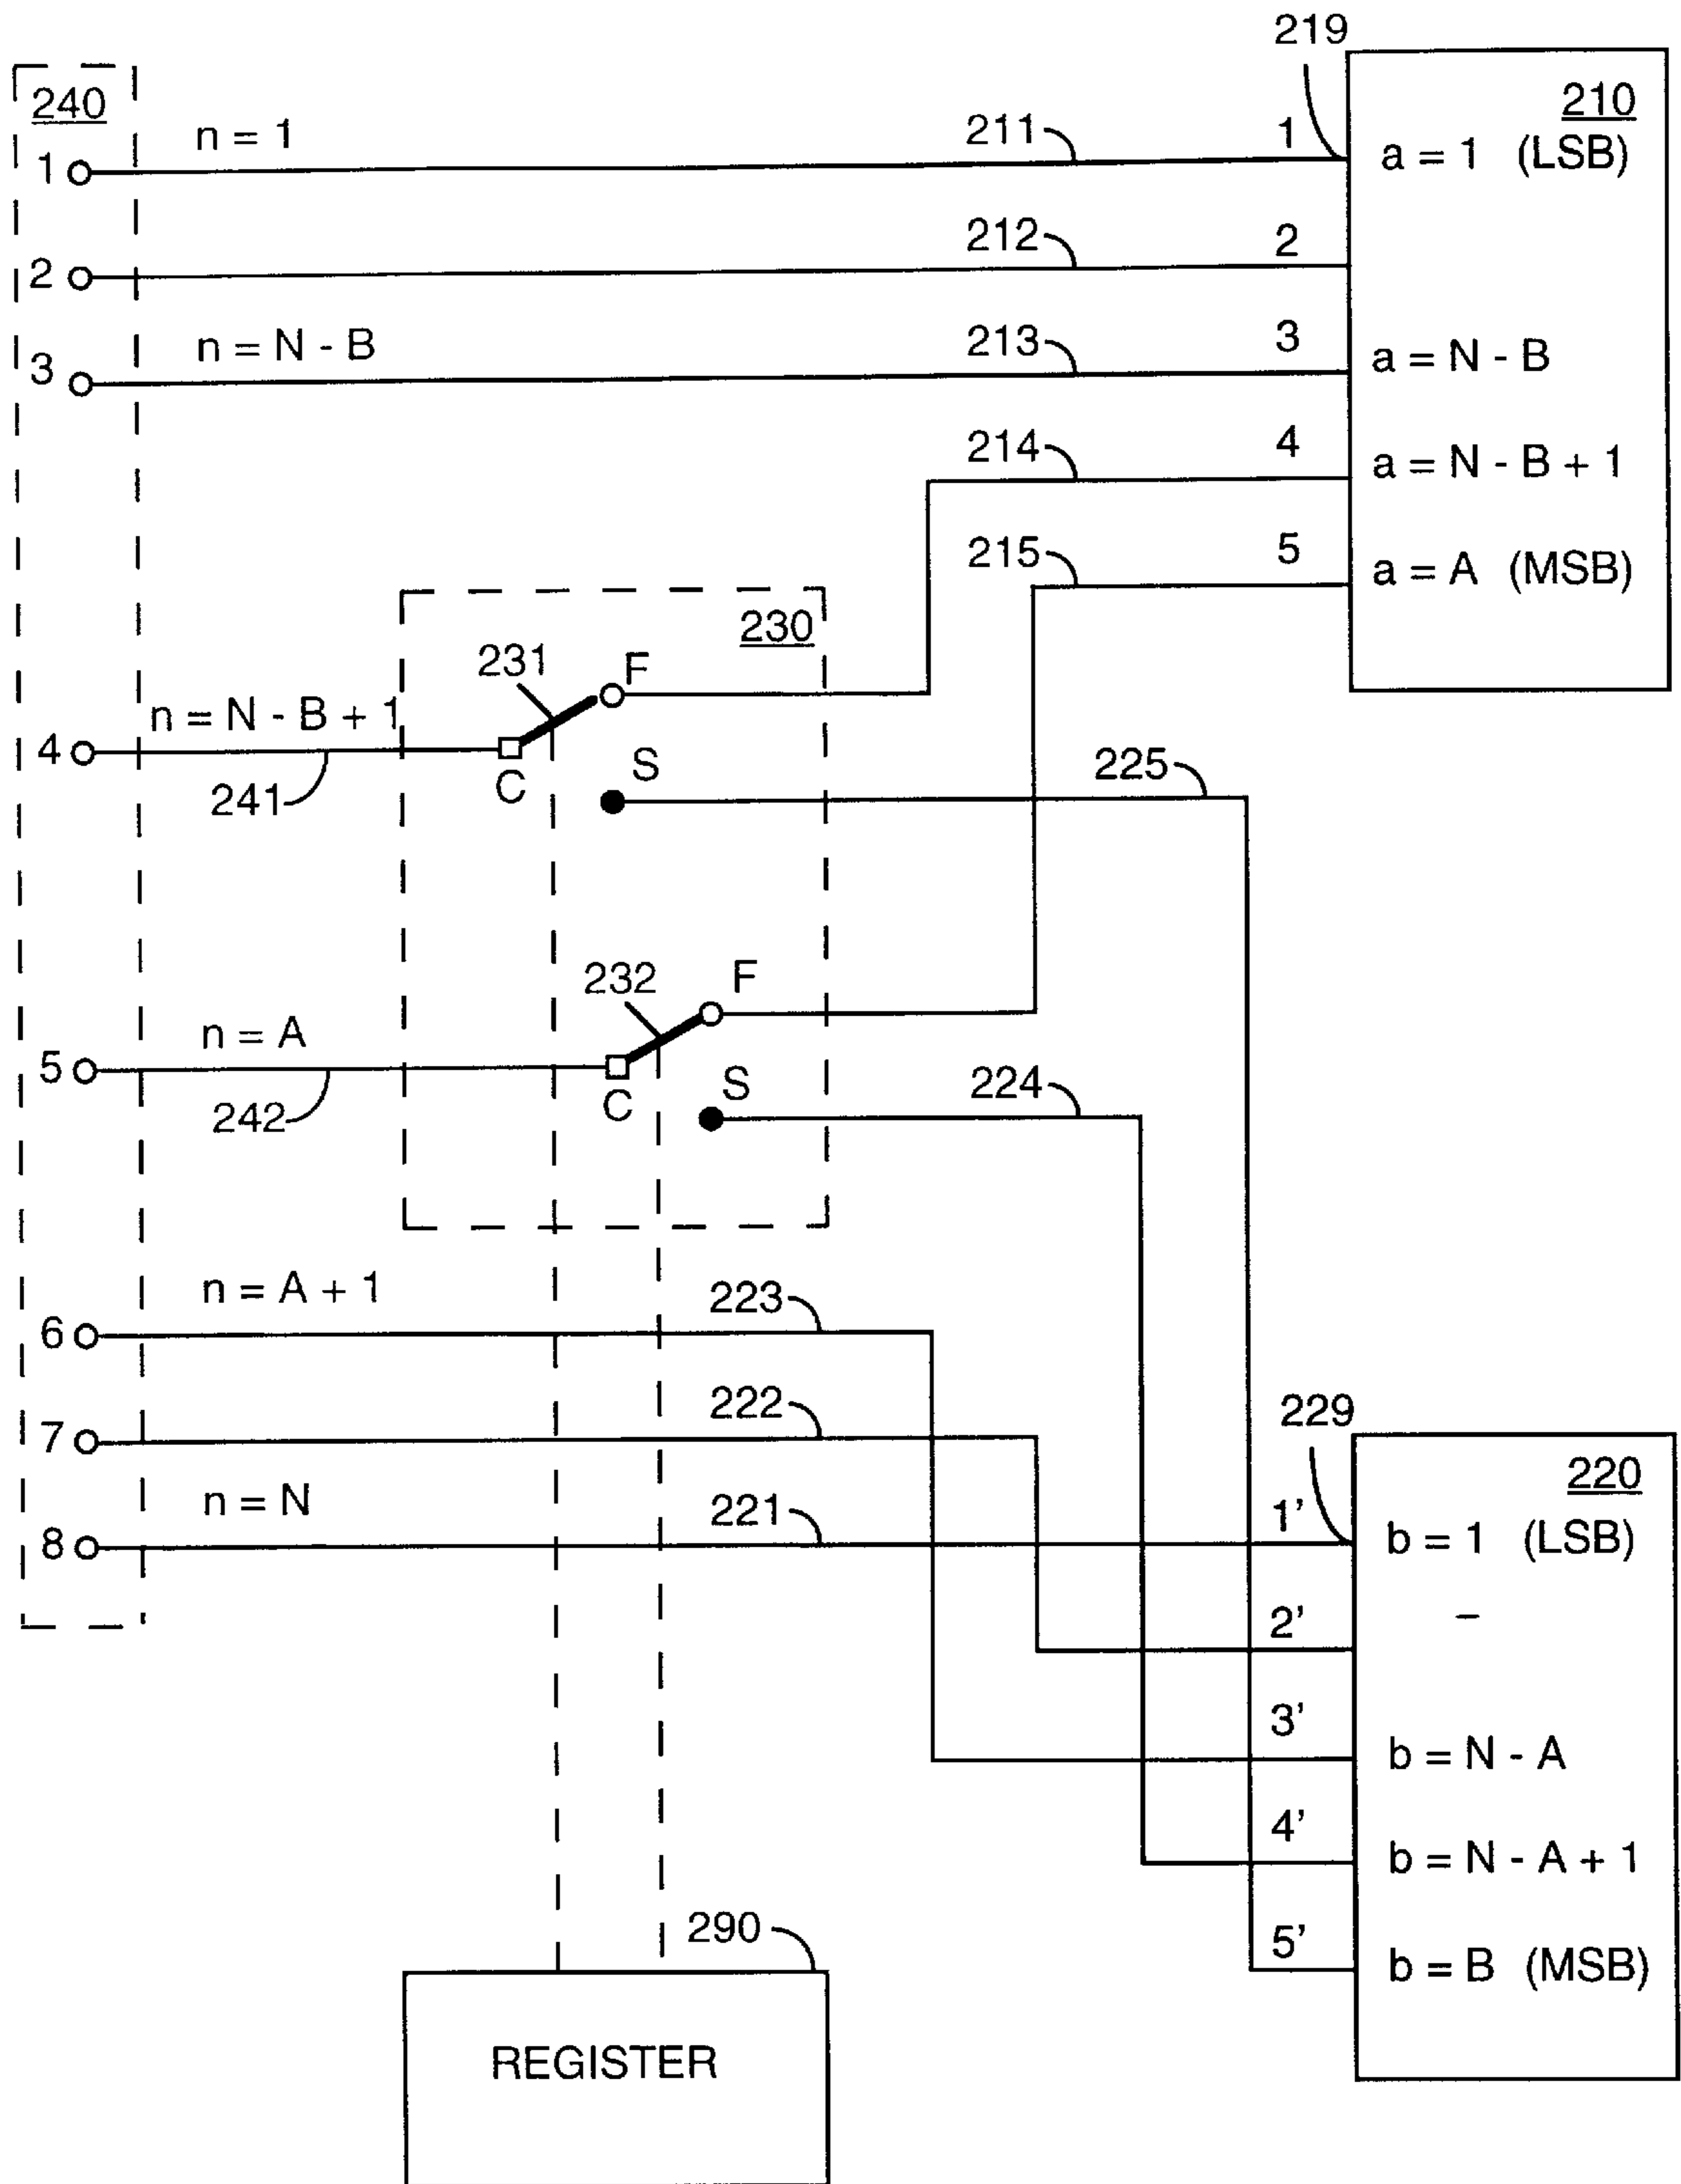 219
240
210
n = 1
211
1
1
a = 1 (LSB)
212
2
2
n = N - B
213
3
3
a = N - B
214
4
a = N - B + 1
215
5
a = A (MSB)
230
231
F
n = N - B + 1
4
241
C
S
225
232
F
n = A
5
242
C
S
224
n = A + 1
223
6
222
7
229
220
n = N
221
1'
8
b = 1 (LSB)
2'
–
3'
b = N - A
4'
b = N - A + 1
290
5'
b = B (MSB)
REGISTER